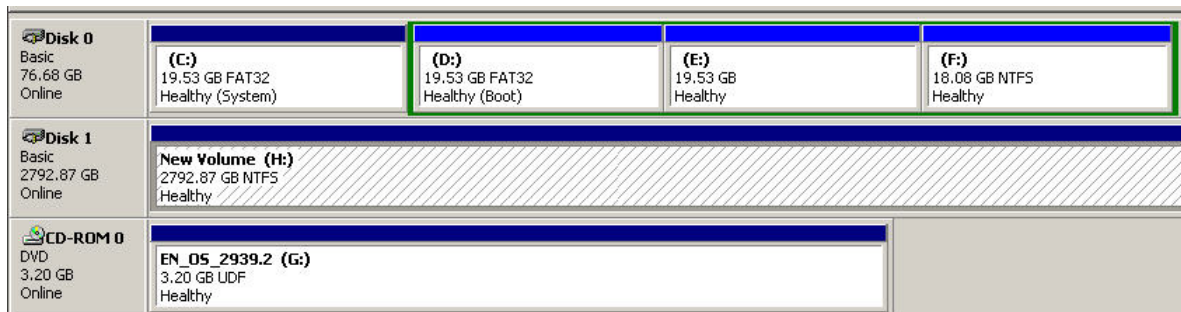 Disk 0
Basic
76.68 GB
Online
(C:)
19.53 GB FAT32
Healthy (System)
(D:)
19.53 GB FAT32
Healthy (Boot)
(E:)
19.53 GB
Healthy
(F:)
18.08 GB NTFS
Healthy
Disk 1
Basic
2792.87 GB
Online
New Volume (H:)
2792.87 GB NTFS
Healthy
CD-ROM 0
DVD
3.20 GB
Online
EN_OS_2939.2 (G:)
3.20 GB UDF
Healthy